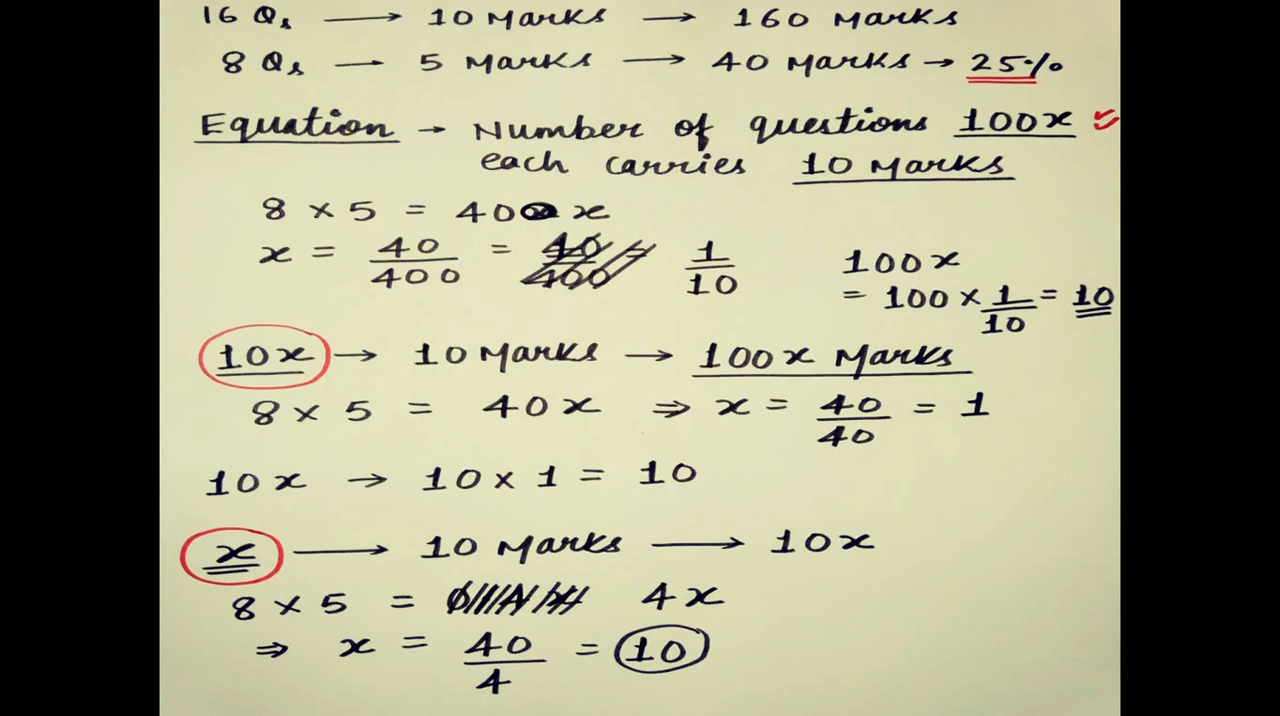 16 Qs → 10 Marks → 160 Marks
8 Qs → 5 Marks → 40 Marks → 25%
Equation → Number of questions 100x
each carries 10 Marks
8 × 5 = 400 x
x = 40/400 = 40/400 = 1/10
100x
= 100 × 1/10 = 10
10x → 10 Marks → 100x Marks
8 × 5 = 40x ⇒ x = 40/40 = 1
10x → 10 × 1 = 10
x → 10 Marks → 10x
8 × 5 = 4x
⇒ x = 40/4 = 10